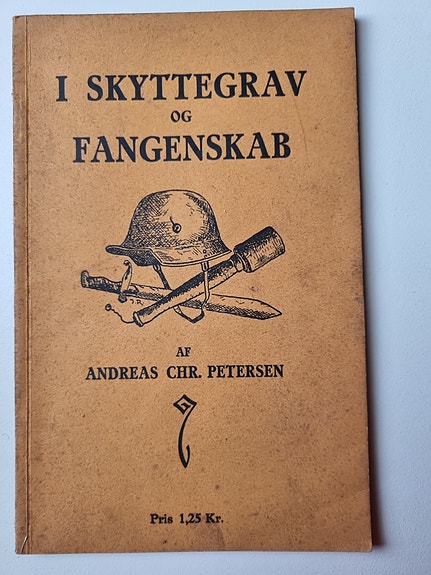 I SKYTTEGRAV
OG
FANGENSKAB
AF
ANDREAS CHR. PETERSEN
Pris 1,25 Kr.